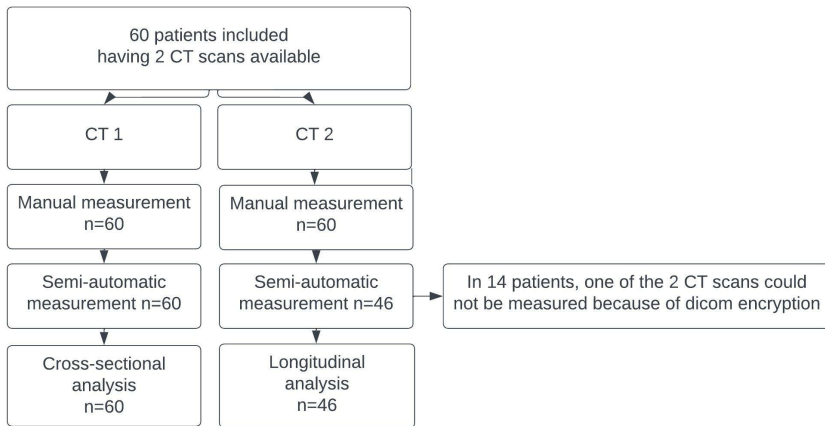 60 patients included
having 2 CT scans available
CT 1
CT 2
Manual measurement
n=60
Manual measurement
n=60
Semi-automatic
measurement n=60
Semi-automatic
measurement n=46
In 14 patients, one of the 2 CT scans could
not be measured because of dicom encryption
Cross-sectional
analysis
n=60
Longitudinal
analysis
n=46